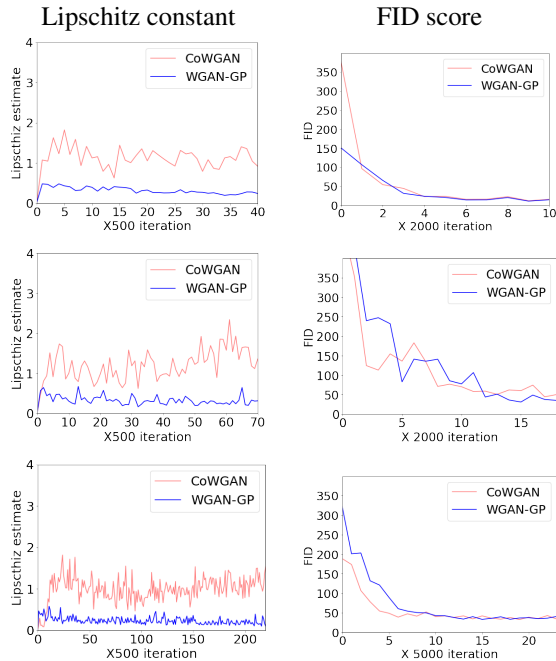 Lipschitz constant
FID score
4
3
2
1
0
Lipscthiz estimate
CoWGAN
WGAN-GP
0 5 10 15 20 25 30 35 40
X500 iteration
350
300
250
200
150
100
50
0
FID
CoWGAN
WGAN-GP
0 2 4 6 8 10
X 2000 iteration
4
3
2
1
0
Lipscthiz estimate
CoWGAN
WGAN-GP
0 10 20 30 40 50 60 70
X500 iteration
400
350
300
250
200
150
100
50
0
FID
CoWGAN
WGAN-GP
0 5 10 15
X 2000 iteration
4
3
2
1
0
Lipscthiz estimate
CoWGAN
WGAN-GP
0 50 100 150 200
X500 iteration
350
300
250
200
150
100
50
0
FID
CoWGAN
WGAN-GP
0 5 10 15 20
X 5000 iteration